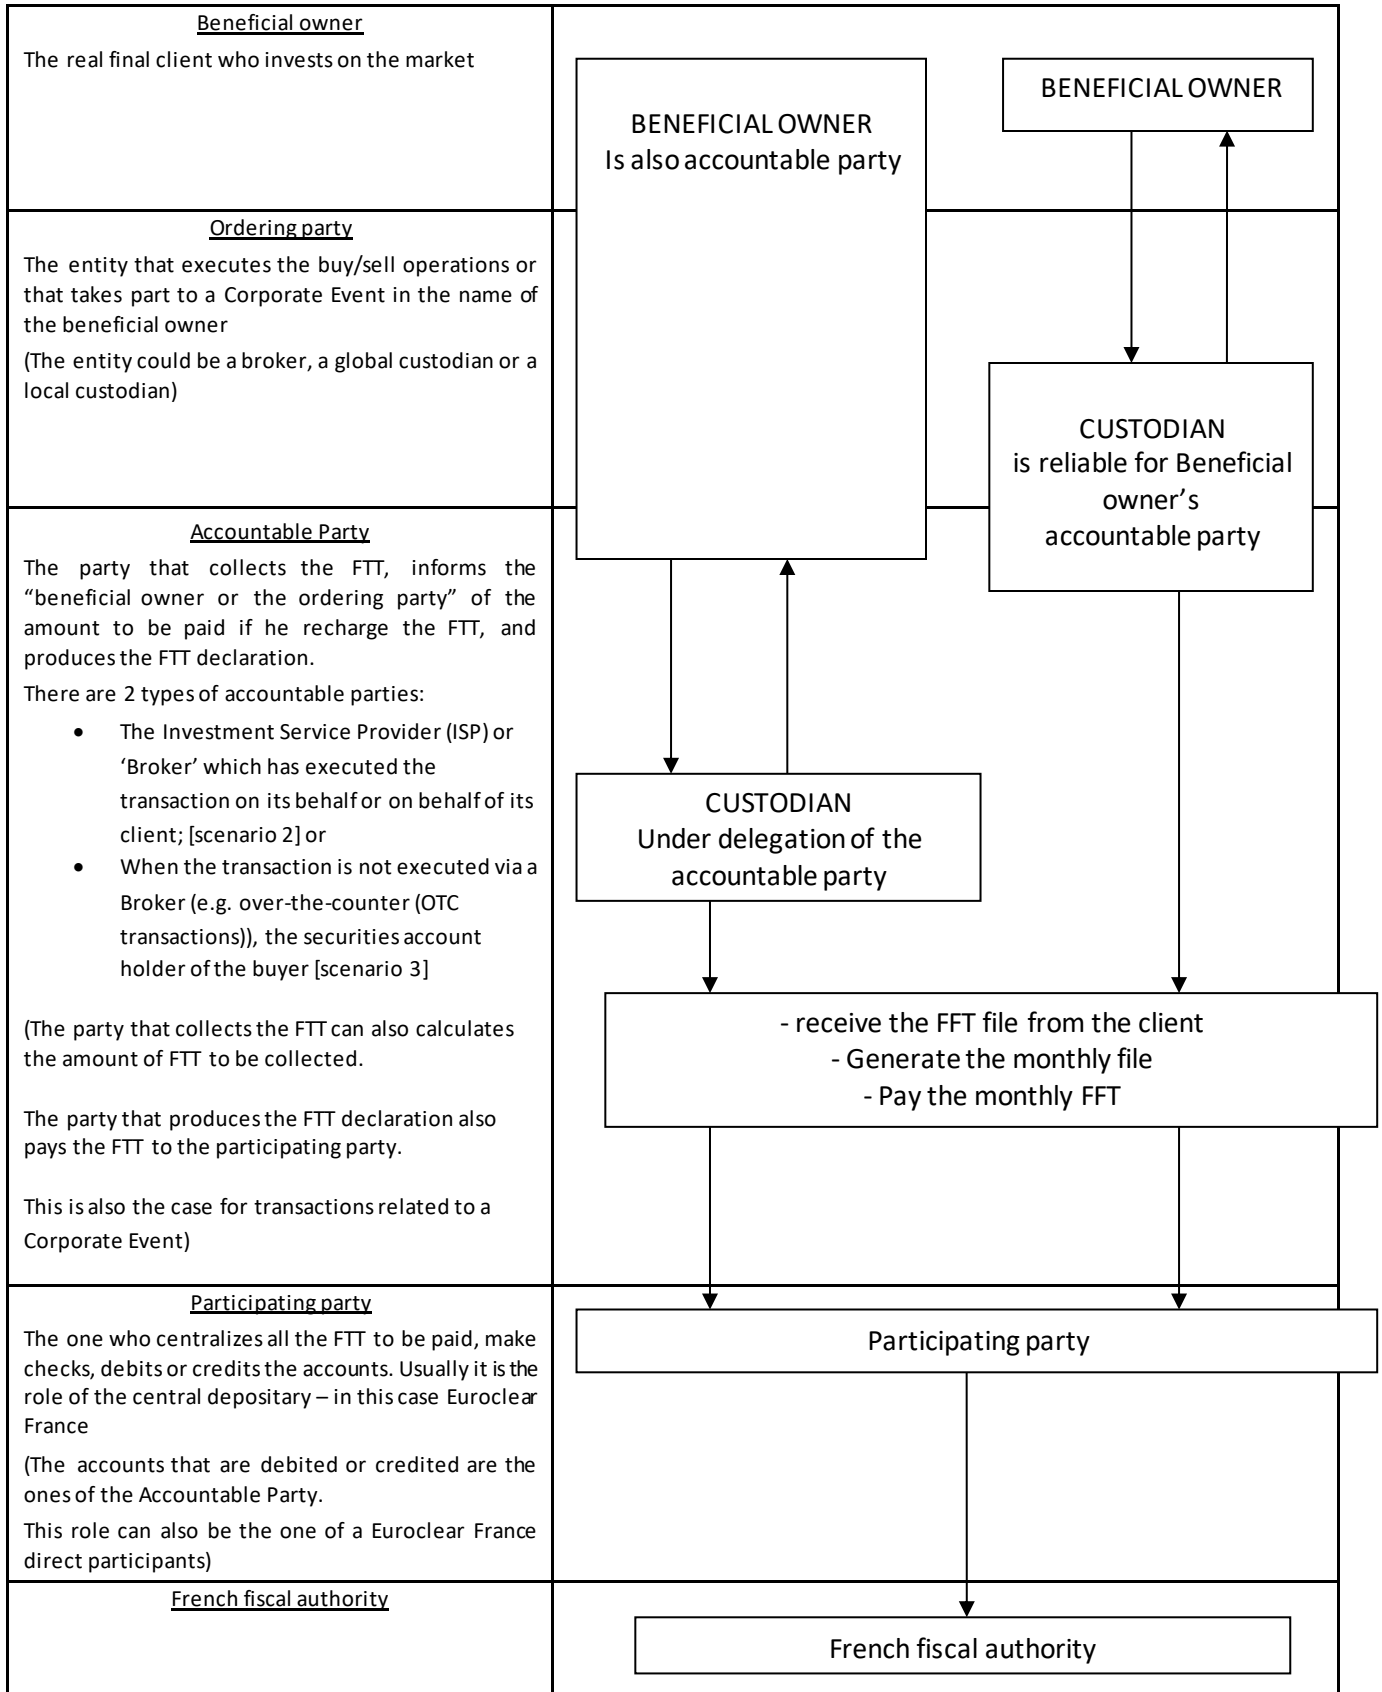 Beneficial owner
The real final client who invests on the market
BENEFICIAL OWNER
Is also accountable party
BENEFICIAL OWNER
Ordering party
The entity that executes the buy/sell operations or
that takes part to a Corporate Event in the name of
the beneficial owner
(The entity could be a broker, a global custodian or a
local custodian)
CUSTODIAN
is reliable for Beneficial
owner’s
accountable party
Accountable Party
The party that collects the FTT, informs the
“beneficial owner or the ordering party” of the
amount to be paid if he recharge the FTT, and
produces the FTT declaration.
There are 2 types of accountable parties:
• The Investment Service Provider (ISP) or
‘Broker’ which has executed the
transaction on its behalf or on behalf of its
client; [scenario 2] or
• When the transaction is not executed via a
Broker (e.g. over-the-counter (OTC
transactions)), the securities account
holder of the buyer [scenario 3]
(The party that collects the FTT can also calculates
the amount of FTT to be collected.
The party that produces the FTT declaration also
pays the FTT to the participating party.
This is also the case for transactions related to a
Corporate Event)
CUSTODIAN
Under delegation of the
accountable party
- receive the FFT file from the client
- Generate the monthly file
- Pay the monthly FFT
Participating party
The one who centralizes all the FTT to be paid, make
checks, debits or credits the accounts. Usually it is the
role of the central depositary – in this case Euroclear
France
(The accounts that are debited or credited are the
ones of the Accountable Party.
This role can also be the one of a Euroclear France
direct participants)
Participating party
French fiscal authority
French fiscal authority